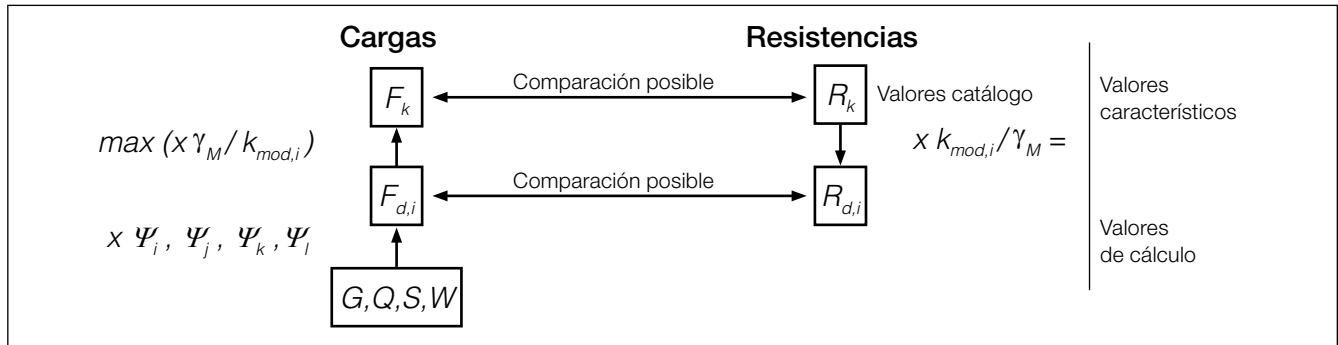 Cargas
Resistencias
F_k
Comparación posible
R_k
Valores catálogo
Valores
característicos
max (x γ_M / k_mod,i)
x k_mod,i / γ_M =
F_d,i
Comparación posible
R_d,i
x Ψ_i , Ψ_j , Ψ_k , Ψ_l
Valores
de cálculo
G,Q,S,W